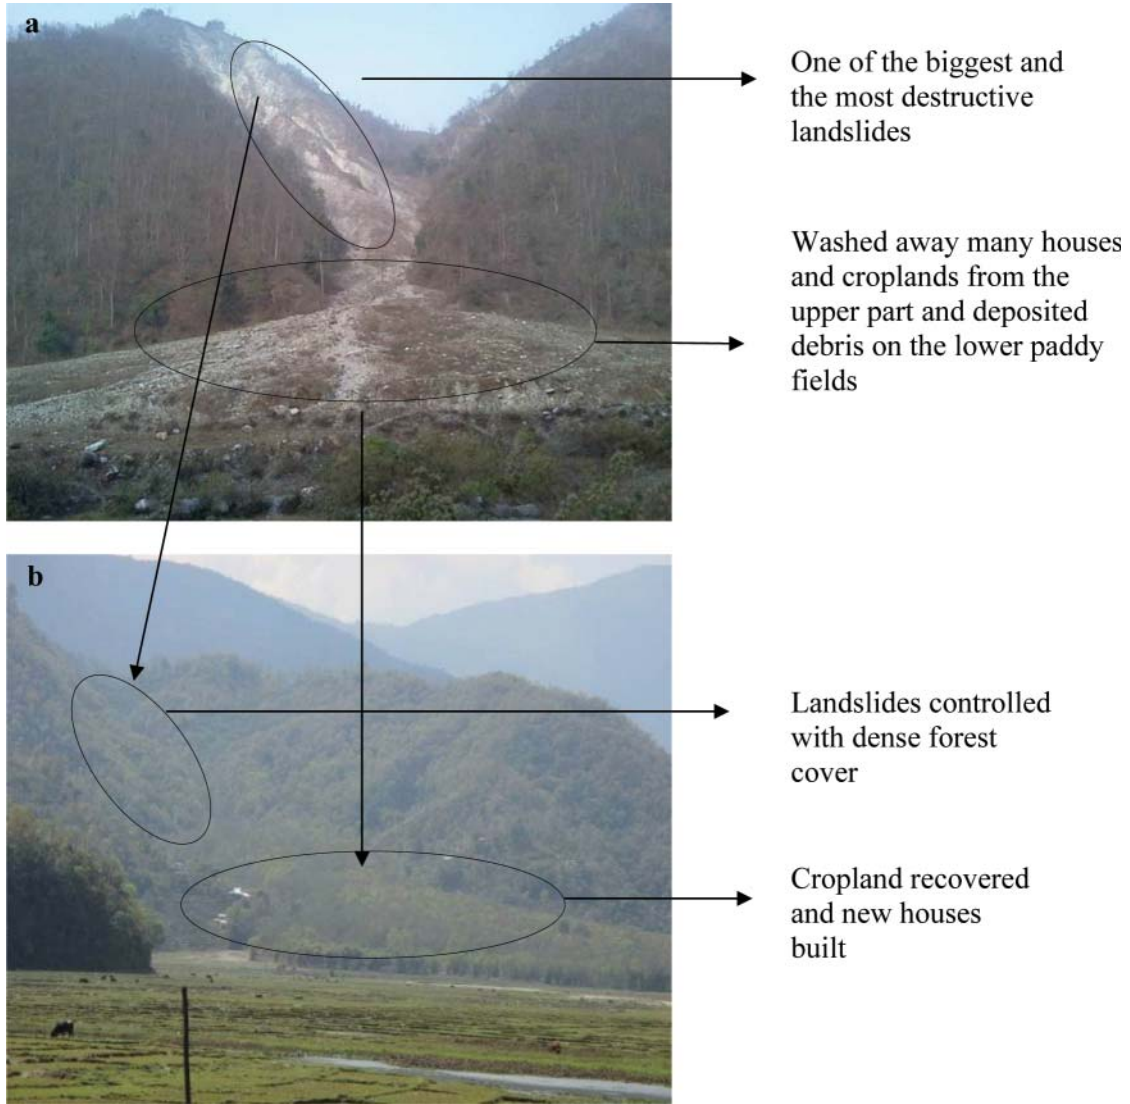 a
One of the biggest and
the most destructive
landslides
Washed away many houses
and croplands from the
upper part and deposited
debris on the lower paddy
fields
b
Landslides controlled
with dense forest
cover
Cropland recovered
and new houses
built